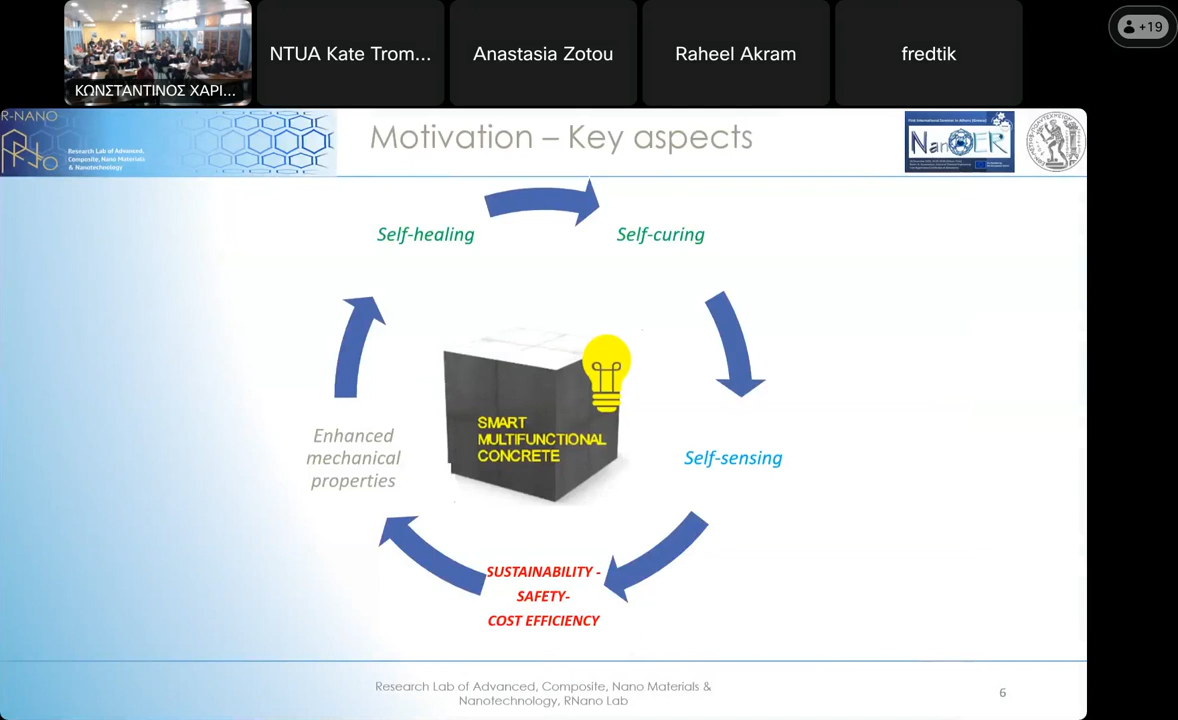 ΚΩΝΣΤΑΝΤΙΝΟΣ ΧΑΡΙ...
NTUA Kate Trom...
Anastasia Zotou
Raheel Akram
fredtik
+19
R-NANO
Research Lab of Advanced,
Composite, Nano Materials
& Nanotechnology
Motivation – Key aspects
NanOER
Self-healing
Self-curing
SMART
MULTIFUNCTIONAL
CONCRETE
Enhanced
mechanical
properties
Self-sensing
SUSTAINABILITY -
SAFETY-
COST EFFICIENCY
Research Lab of Advanced, Composite, Nano Materials &
Nanotechnology, RNano Lab
6